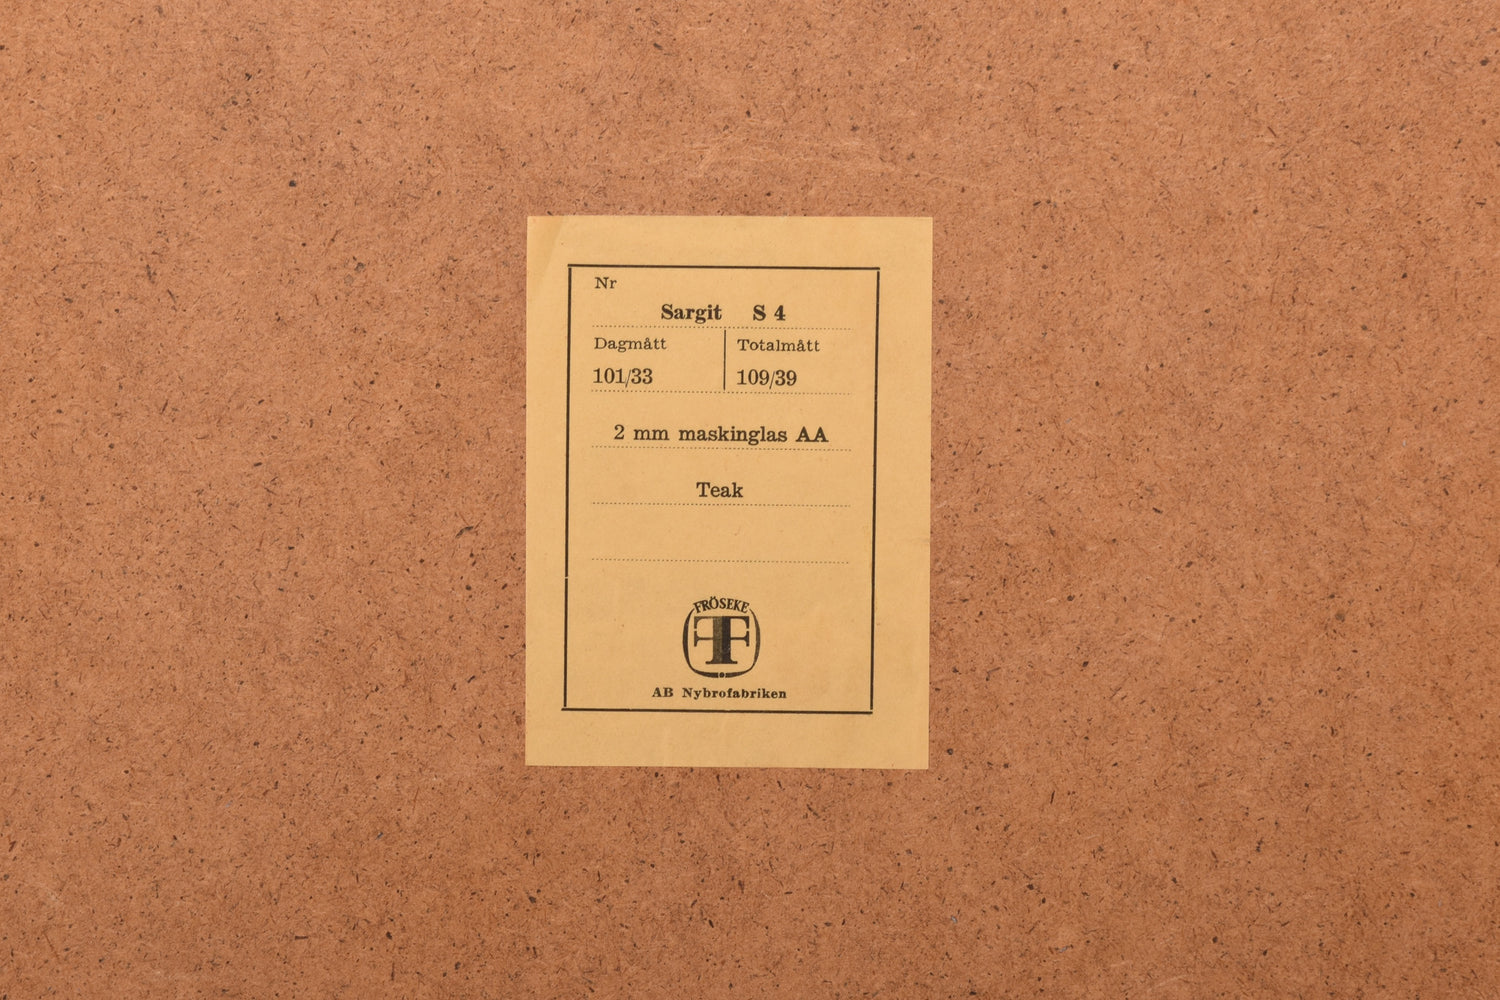 Nr
Sargit S 4
Dagmått Totalmått
101/33 109/39
2 mm maskinglas AA
Teak
FRÖSEKE
F
AB Nybrofabriken